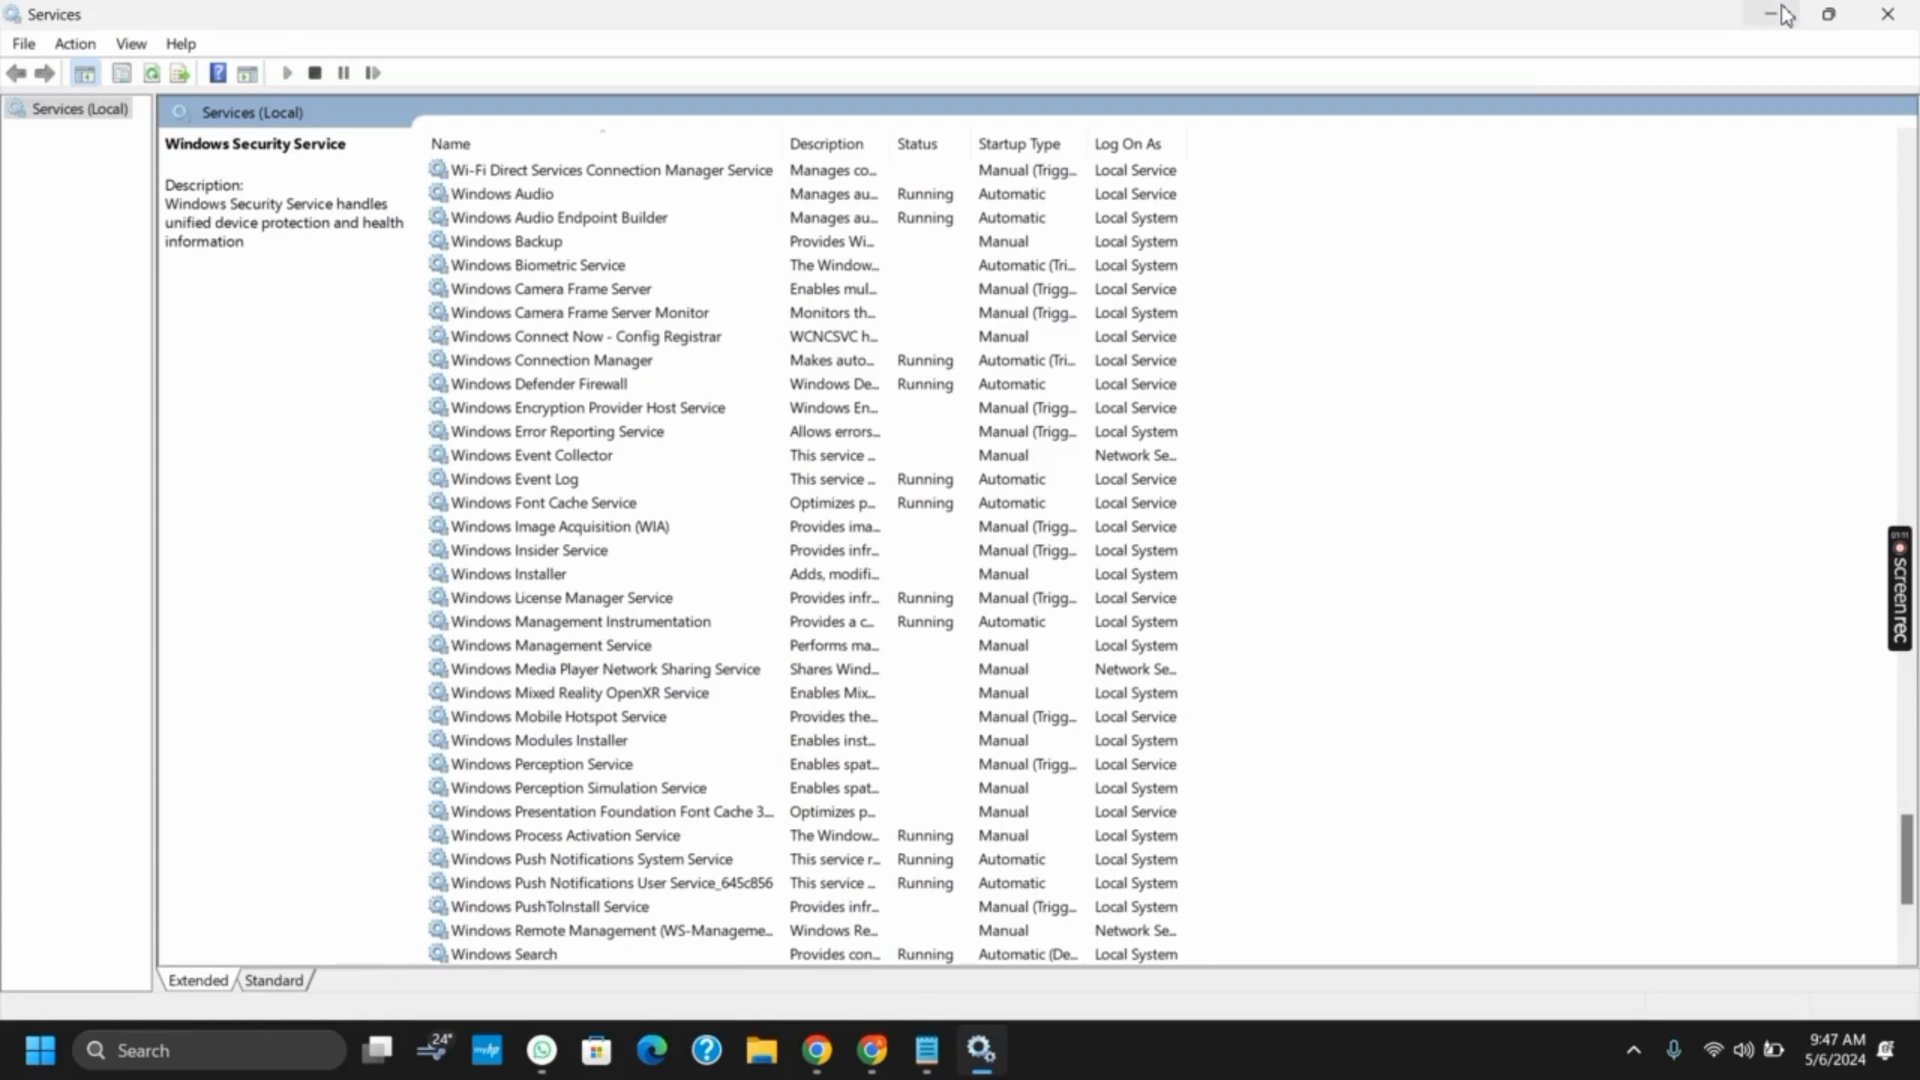 Services
File Action View Help
Services (Local)
Services (Local)
Windows Security Service
Description:
Windows Security Service handles
unified device protection and health
information
Name Description Status Startup Type Log On As
Wi-Fi Direct Services Connection Manager Service Manages co... Manual (Trigg... Local Service
Windows Audio Manages au... Running Automatic Local Service
Windows Audio Endpoint Builder Manages au... Running Automatic Local System
Windows Backup Provides Wi... Manual Local System
Windows Biometric Service The Window... Automatic (Tri... Local System
Windows Camera Frame Server Enables mul... Manual (Trigg... Local Service
Windows Camera Frame Server Monitor Monitors th... Manual (Trigg... Local System
Windows Connect Now - Config Registrar WCNCSVC h... Manual Local Service
Windows Connection Manager Makes auto... Running Automatic (Tri... Local Service
Windows Defender Firewall Windows De... Running Automatic Local Service
Windows Encryption Provider Host Service Windows En... Manual (Trigg... Local Service
Windows Error Reporting Service Allows errors... Manual (Trigg... Local System
Windows Event Collector This service ... Manual Network Se...
Windows Event Log This service ... Running Automatic Local Service
Windows Font Cache Service Optimizes p... Running Automatic Local Service
Windows Image Acquisition (WIA) Provides ima... Manual (Trigg... Local Service
Windows Insider Service Provides infr... Manual (Trigg... Local System
Windows Installer Adds, modifi... Manual Local System
Windows License Manager Service Provides infr... Running Manual (Trigg... Local Service
Windows Management Instrumentation Provides a c... Running Automatic Local System
Windows Management Service Performs ma... Manual Local System
Windows Media Player Network Sharing Service Shares Wind... Manual Network Se...
Windows Mixed Reality OpenXR Service Enables Mix... Manual Local System
Windows Mobile Hotspot Service Provides the... Manual (Trigg... Local Service
Windows Modules Installer Enables inst... Manual Local System
Windows Perception Service Enables spat... Manual (Trigg... Local Service
Windows Perception Simulation Service Enables spat... Manual Local System
Windows Presentation Foundation Font Cache 3... Optimizes p... Manual Local Service
Windows Process Activation Service The Window... Running Manual Local System
Windows Push Notifications System Service This service r... Running Automatic Local System
Windows Push Notifications User Service_645c856 This service ... Running Automatic Local System
Windows PushToInstall Service Provides infr... Manual (Trigg... Local System
Windows Remote Management (WS-Manageme... Windows Re... Manual Network Se...
Windows Search Provides con... Running Automatic (De... Local System
01:11
screenrec
Extended Standard
Search
24°
myhp
9:47 AM
5/6/2024